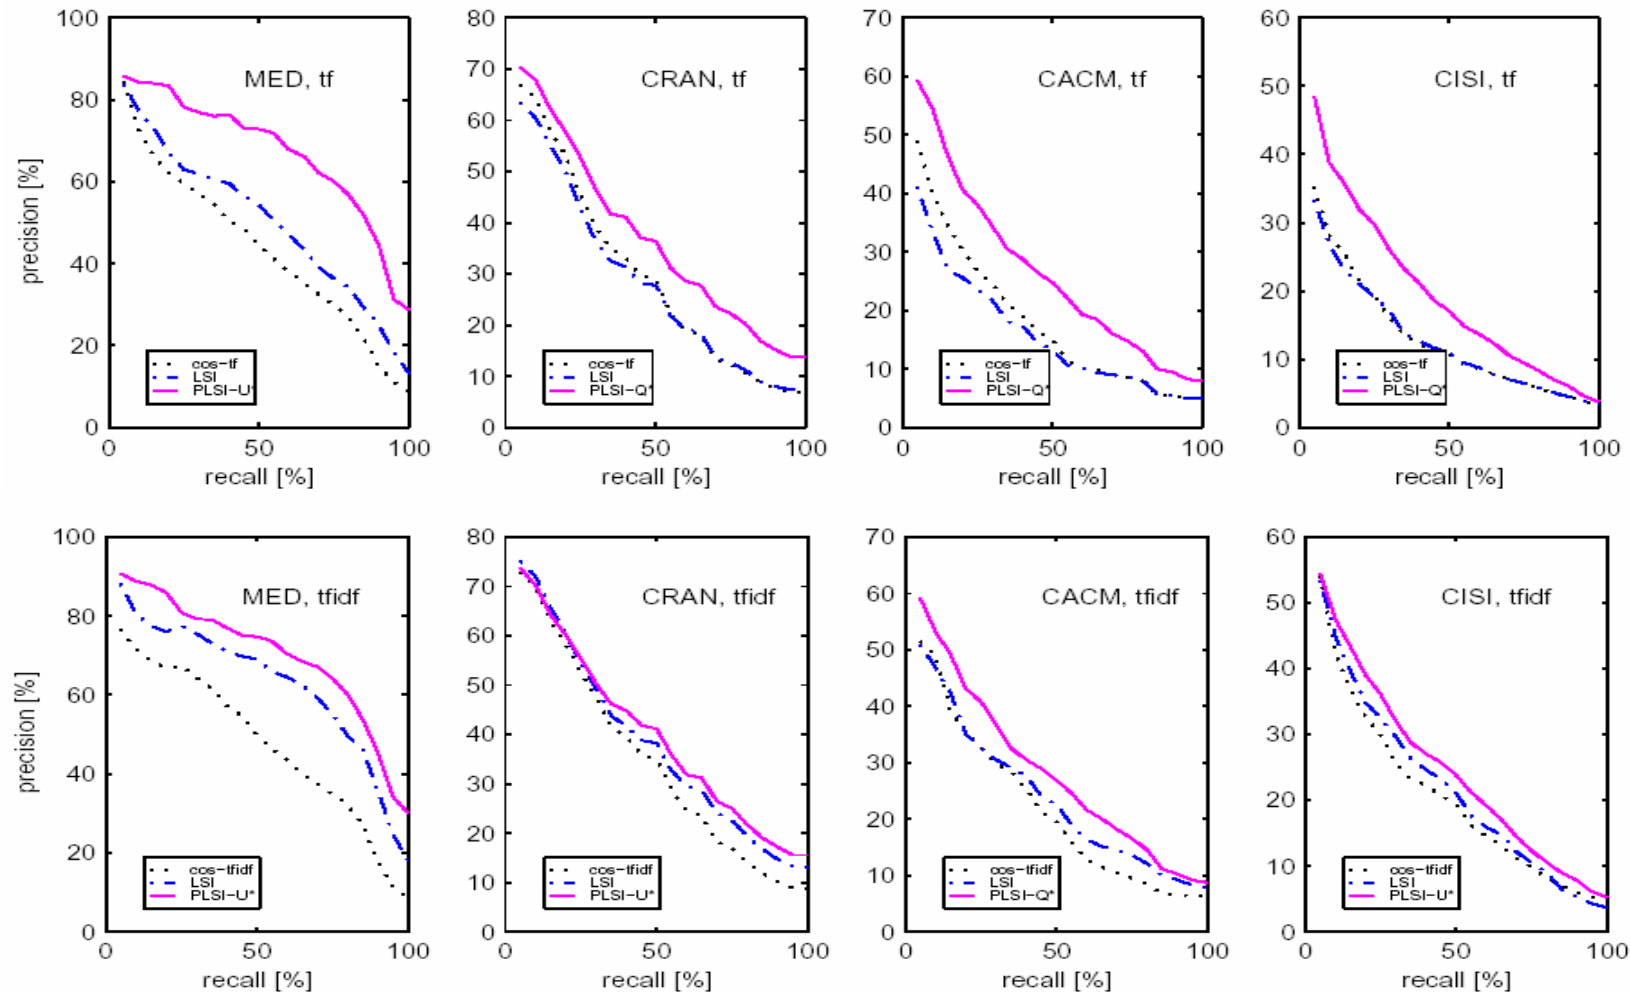 precision [%]
100
80
60
40
20
0
MED, tf
cos-tf
LSI
PLSI-U*
0 50 100
recall [%]
80
70
60
50
40
30
20
10
0
CRAN, tf
cos-tf
LSI
PLSI-Q*
0 50 100
recall [%]
70
60
50
40
30
20
10
0
CACM, tf
cos-tf
LSI
PLSI-Q*
0 50 100
recall [%]
60
50
40
30
20
10
0
CISI, tf
cos-tf
LSI
PLSI-Q*
0 50 100
recall [%]
precision [%]
100
80
60
40
20
0
MED, tfidf
cos-tfidf
LSI
PLSI-U*
0 50 100
recall [%]
80
70
60
50
40
30
20
10
0
CRAN, tfidf
cos-tfidf
LSI
PLSI-U*
0 50 100
recall [%]
70
60
50
40
30
20
10
0
CACM, tfidf
cos-tfidf
LSI
PLSI-Q*
0 50 100
recall [%]
60
50
40
30
20
10
0
CISI, tfidf
cos-tfidf
LSI
PLSI-U*
0 50 100
recall [%]